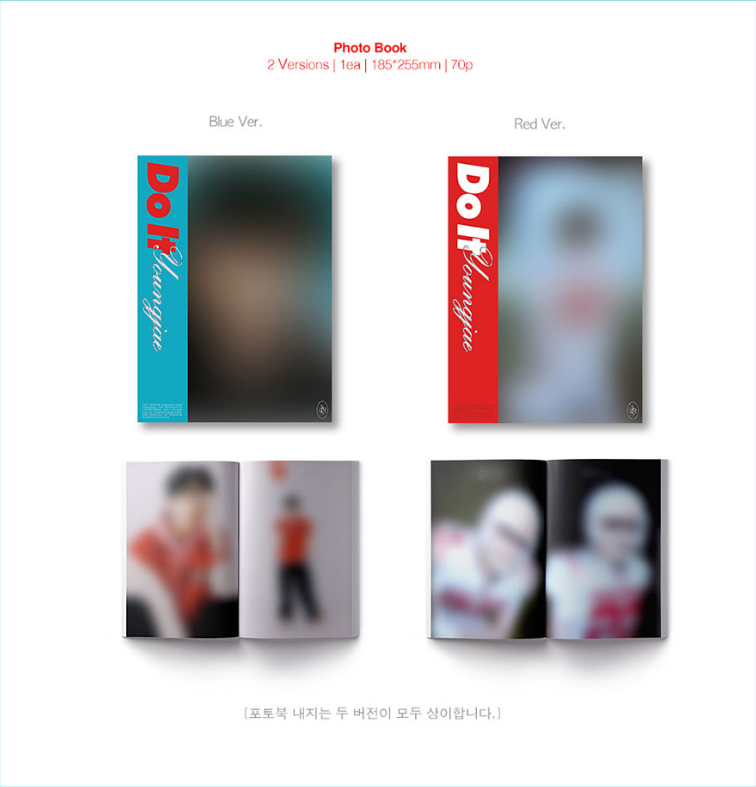 Photo Book
2 Versions | 1ea | 185*255mm | 70p
Blue Ver.
Red Ver.
Do It
Youngjae
Do It
Youngjae
[포토북 내지는 두 버전이 모두 상이합니다.]